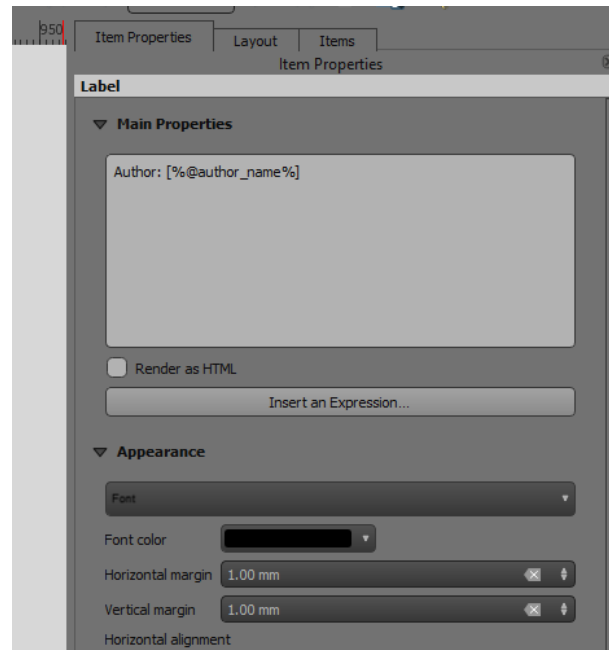 950
Item Properties
Layout
Items
Item Properties
Label
Main Properties
Author: [%@author_name%]
Render as HTML
Insert an Expression...
Appearance
Font
Font color
Horizontal margin 1.00 mm
Vertical margin 1.00 mm
Horizontal alignment